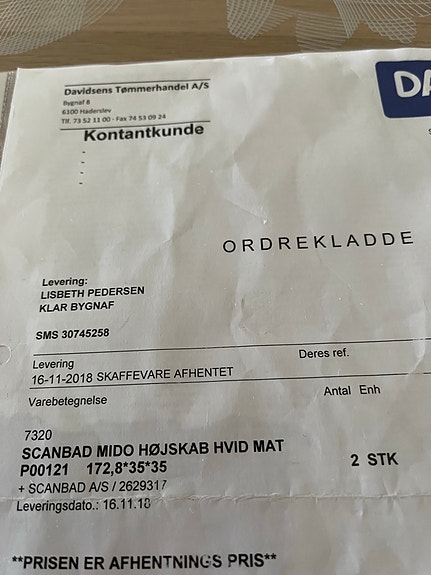 Davidsens Tømmerhandel A/S
Bygnaf 8
6100 Haderslev
Tlf. 73 52 11 00 - Fax 74 53 09 24
Kontantkunde
-
-
-
-
DA
ORDREKLADDE
Levering:
LISBETH PEDERSEN
KLAR BYGNAF
SMS 30745258
Levering Deres ref.
16-11-2018 SKAFFEVARE AFHENTET
Varebetegnelse Antal Enh
7320
SCANBAD MIDO HØJSKAB HVID MAT
P00121 172,8*35*35 2 STK
+ SCANBAD A/S / 2629317
Leveringsdato.: 16.11.18
**PRISEN ER AFHENTNINGS PRIS**